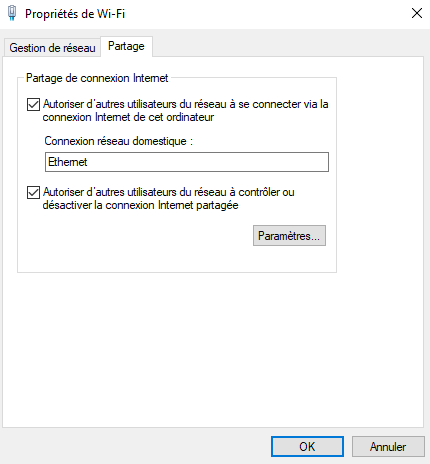 Propriétés de Wi-Fi
Gestion de réseau
Partage
Partage de connexion Internet
Autoriser d'autres utilisateurs du réseau à se connecter via la
connexion Internet de cet ordinateur
Connexion réseau domestique :
Ethernet
Autoriser d'autres utilisateurs du réseau à contrôler ou
désactiver la connexion Internet partagée
Paramètres...
OK
Annuler